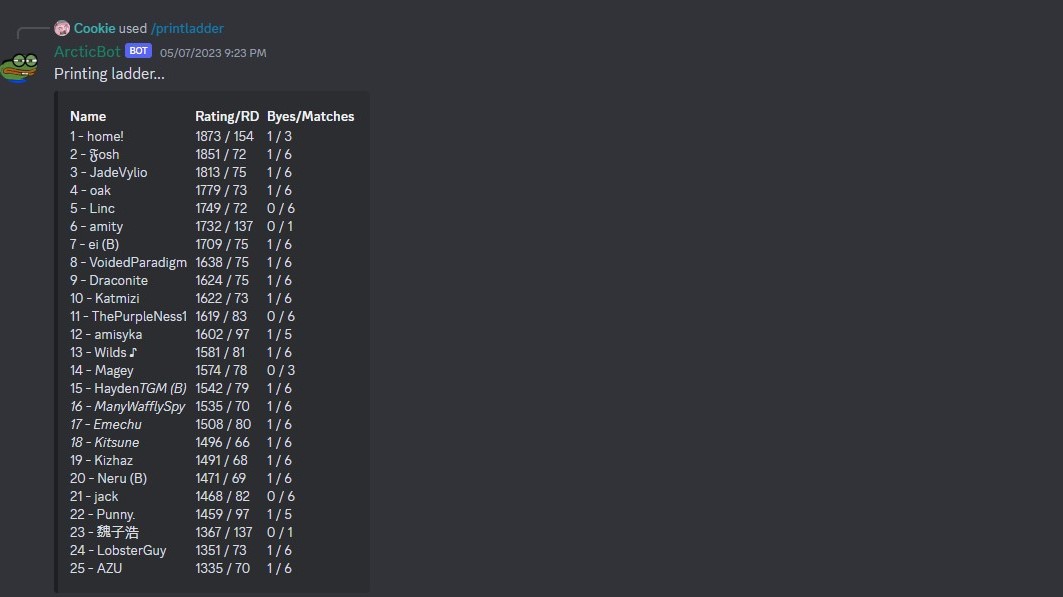 Cookie used /printladder
ArcticBot BOT 05/07/2023 9:23 PM
Printing ladder...
Name Rating/RD Byes/Matches
1 - home! 1873 / 154 1 / 3
2 - 𝕱osh 1851 / 72 1 / 6
3 - JadeVylio 1813 / 75 1 / 6
4 - oak 1779 / 73 1 / 6
5 - Linc 1749 / 72 0 / 6
6 - amity 1732 / 137 0 / 1
7 - ei (B) 1709 / 75 1 / 6
8 - VoidedParadigm 1638 / 75 1 / 6
9 - Draconite 1624 / 75 1 / 6
10 - Katmizi 1622 / 73 1 / 6
11 - ThePurpleNess1 1619 / 83 0 / 6
12 - amisyka 1602 / 97 1 / 5
13 - Wilds ♪ 1581 / 81 1 / 6
14 - Magey 1574 / 78 0 / 3
15 - HaydenTGM (B) 1542 / 79 1 / 6
16 - ManyWafflySpy 1535 / 70 1 / 6
17 - Emechu 1508 / 80 1 / 6
18 - Kitsune 1496 / 66 1 / 6
19 - Kizhaz 1491 / 68 1 / 6
20 - Neru (B) 1471 / 69 1 / 6
21 - jack 1468 / 82 0 / 6
22 - Punny. 1459 / 97 1 / 5
23 - 魏子浩 1367 / 137 0 / 1
24 - LobsterGuy 1351 / 73 1 / 6
25 - AZU 1335 / 70 1 / 6